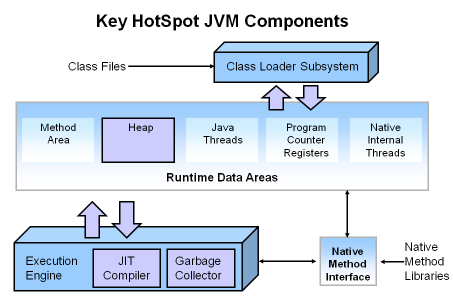 Key HotSpot JVM Components
Class Files
Class Loader Subsystem
Method
Area
Heap
Java
Threads
Program
Counter
Registers
Native
Internal
Threads
Runtime Data Areas
Execution
Engine
JIT
Compiler
Garbage
Collector
Native
Method
Interface
Native
Method
Libraries